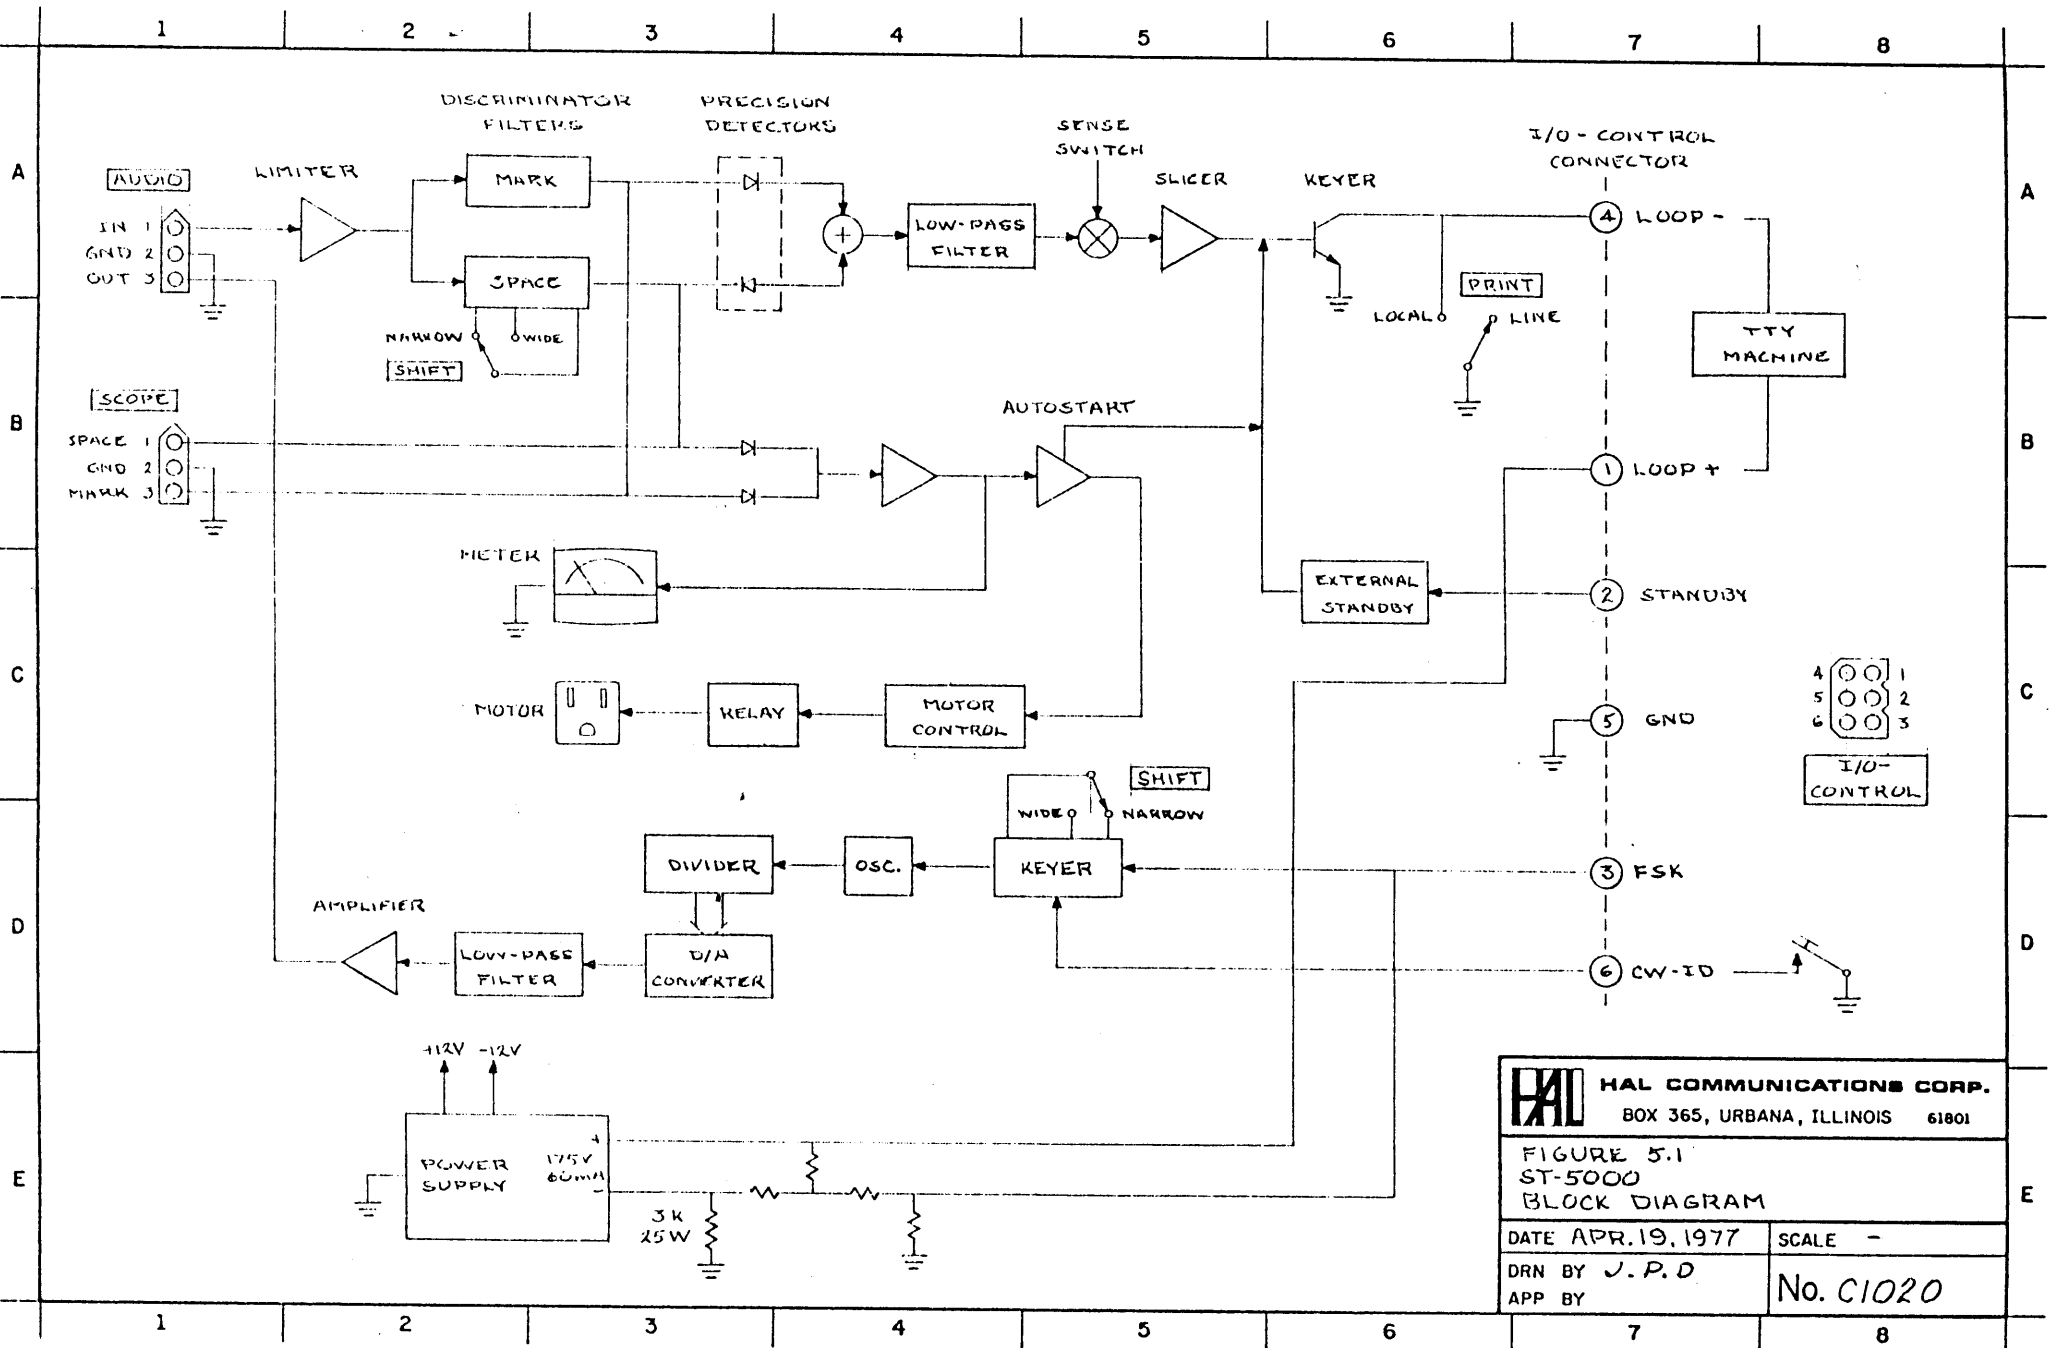 1 2 3 4 5 6 7 8
A
B
C
D
E
A
B
C
D
E
DISCRIMINATOR
FILTERS
PRECISION
DETECTORS
SENSE
SWITCH
I/O - CONTROL
CONNECTOR
AUDIO
LIMITER
MARK
SLICER
KEYER
IN 1
GND 2
OUT 3
SPACE
+
LOW-PASS
FILTER
4 LOOP -
NARROW
WIDE
SHIFT
PRINT
LOCAL
LINE
TTY
MACHINE
SCOPE
SPACE 1
GND 2
MARK 3
AUTOSTART
1 LOOP +
METER
EXTERNAL
STANDBY
2 STANDBY
MOTOR
RELAY
MOTOR
CONTROL
5 GND
4 1
5 2
6 3
I/O-
CONTROL
SHIFT
WIDE
NARROW
DIVIDER
OSC.
KEYER
3 FSK
AMPLIFIER
LOW-PASS
FILTER
D/A
CONVERTER
6 CW-ID
+12V -12V
POWER
SUPPLY
+
175V
60mA
-
3K
25W
HAL
HAL COMMUNICATIONS CORP.
BOX 365, URBANA, ILLINOIS 61801
FIGURE 5.1
ST-5000
BLOCK DIAGRAM
DATE APR. 19, 1977
SCALE -
DRN BY J.P.D
APP BY
No. C1020
1 2 3 4 5 6 7 8